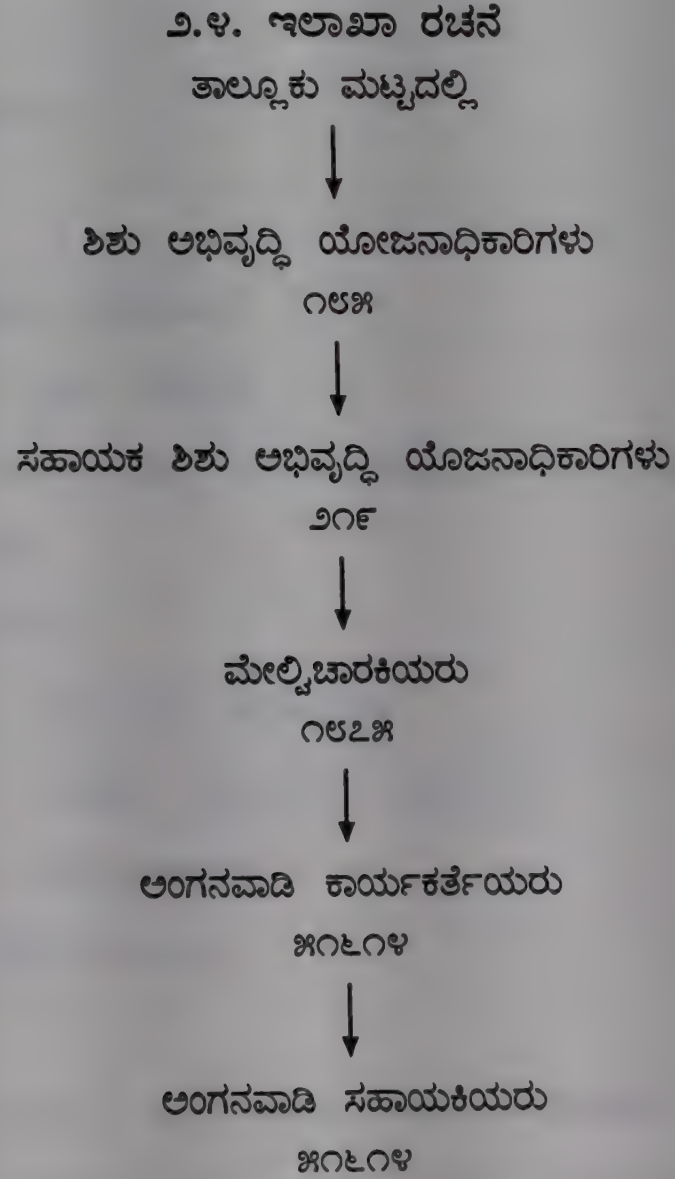 ೨.೪. ಇಲಾಖಾ ರಚನೆ
ತಾಲ್ಲೂಕು ಮಟ್ಟದಲ್ಲಿ
ಶಿಶು ಅಭಿವೃದ್ಧಿ ಯೋಜನಾಧಿಕಾರಿಗಳು
೧೮೫
ಸಹಾಯಕ ಶಿಶು ಅಭಿವೃದ್ಧಿ ಯೊಜನಾಧಿಕಾರಿಗಳು
೨೧೯
ಮೇಲ್ವಿಚಾರಕಿಯರು
೧೮೭೫
ಅಂಗನವಾಡಿ ಕಾರ್ಯಕರ್ತೆಯರು
೫೧೬೧೪
ಅಂಗನವಾಡಿ ಸಹಾಯಕಿಯರು
೫೧೬೧೪